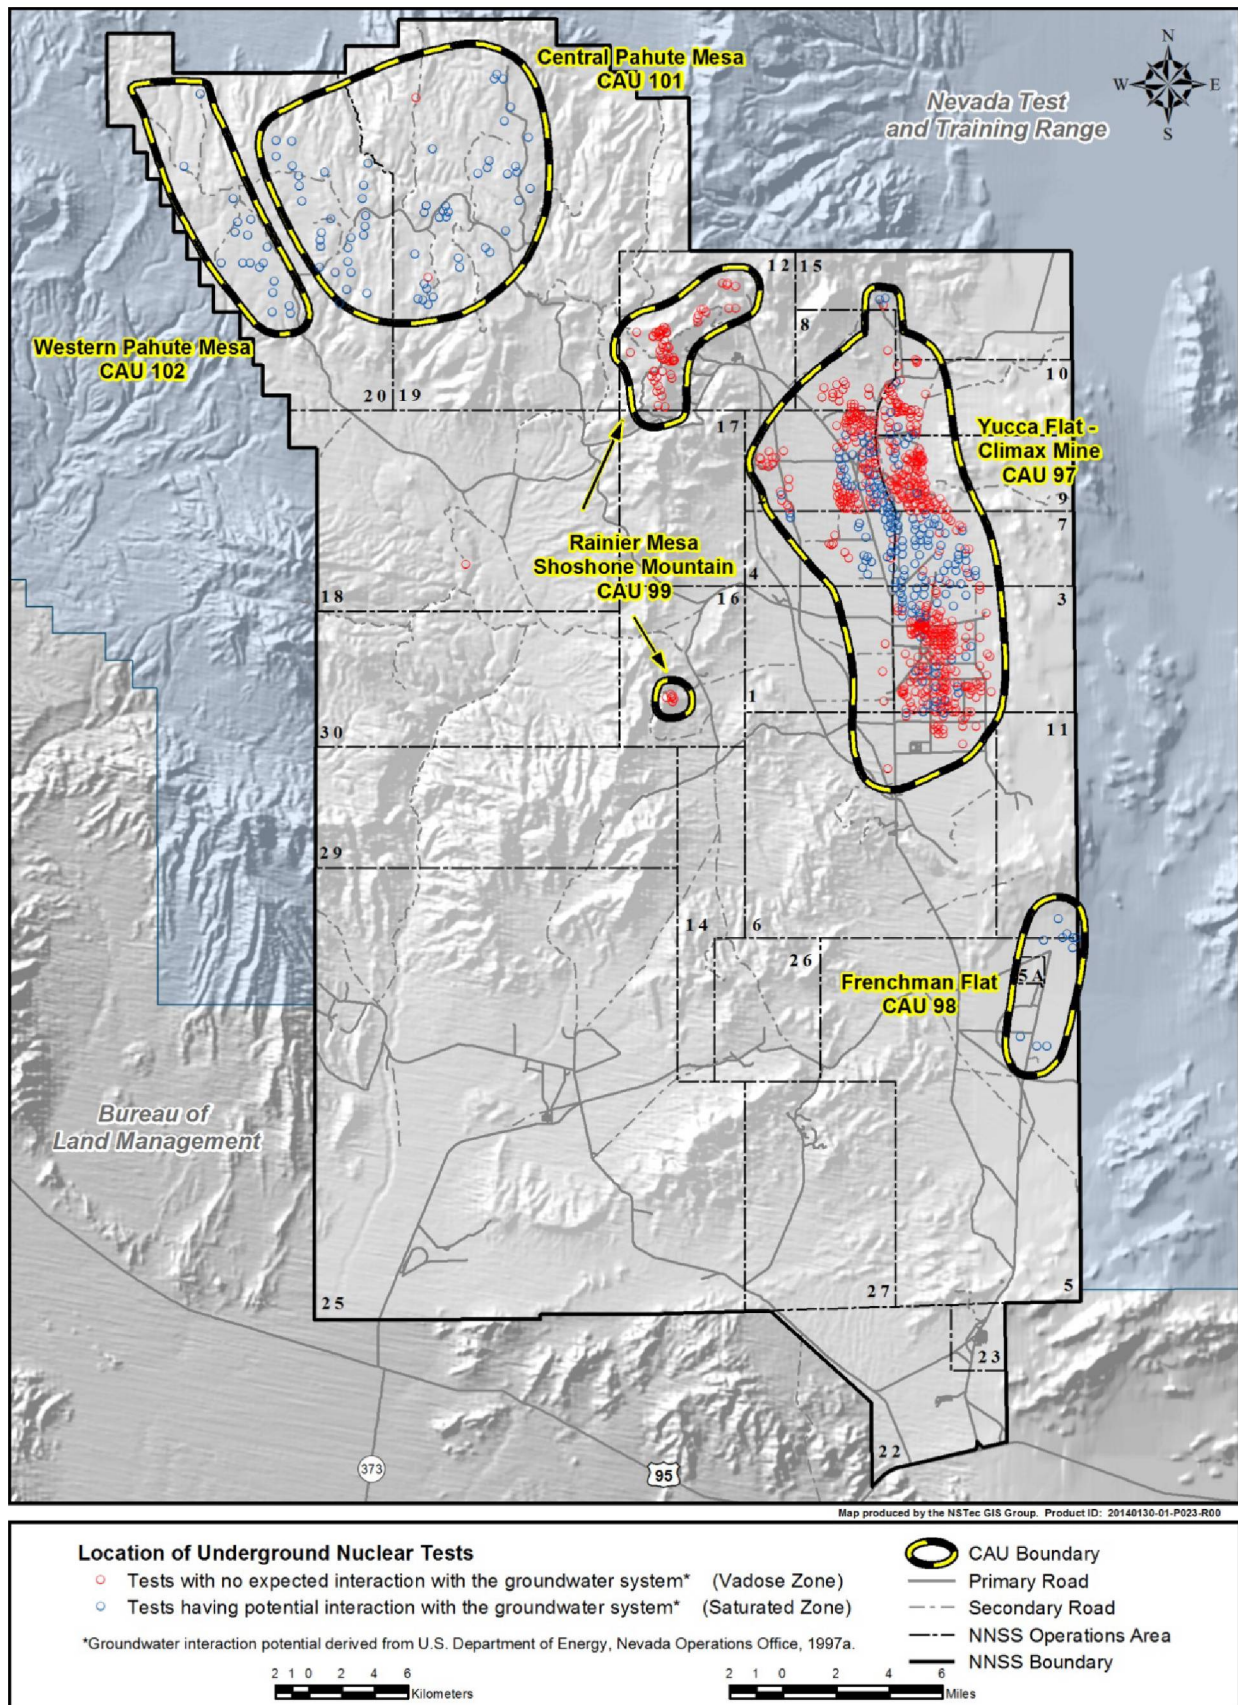 Central Pahute Mesa
CAU 101
N
W
E
S
Nevada Test
and Training Range
12
15
8
Western Pahute Mesa
CAU 102
10
20
19
17
Yucca Flat -
Climax Mine
CAU 97
2
9
7
Rainier Mesa
Shoshone Mountain
CAU 99
4
18
16
3
1
11
30
29
14
6
26
5A
Frenchman Flat
CAU 98
Bureau of
Land Management
25
27
5
23
22
373
95
Map produced by the NSTec GIS Group. Product ID: 20140130-01-P023-R00
Location of Underground Nuclear Tests
Tests with no expected interaction with the groundwater system* (Vadose Zone)
Tests having potential interaction with the groundwater system* (Saturated Zone)
*Groundwater interaction potential derived from U.S. Department of Energy, Nevada Operations Office, 1997a.
CAU Boundary
Primary Road
Secondary Road
NNSS Operations Area
NNSS Boundary
2 1 0 2 4 6
Kilometers
2 1 0 2 4 6
Miles